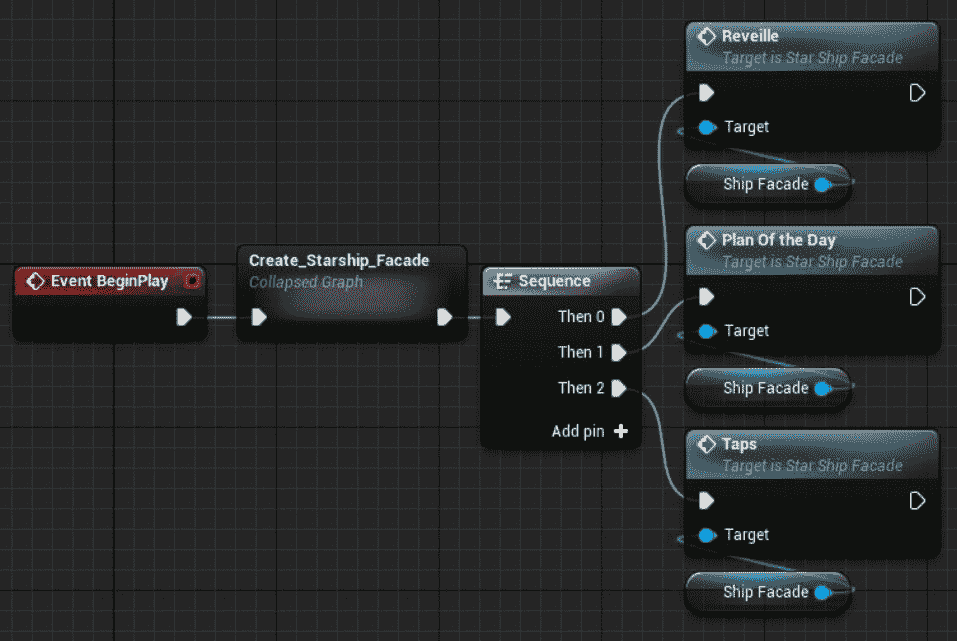 Event BeginPlay
Create_Starship_Facade
Collapsed Graph
Sequence
Then 0
Then 1
Then 2
Add pin
Reveille
Target is Star Ship Facade
Target
Ship Facade
Plan Of the Day
Target is Star Ship Facade
Target
Ship Facade
Taps
Target is Star Ship Facade
Target
Ship Facade